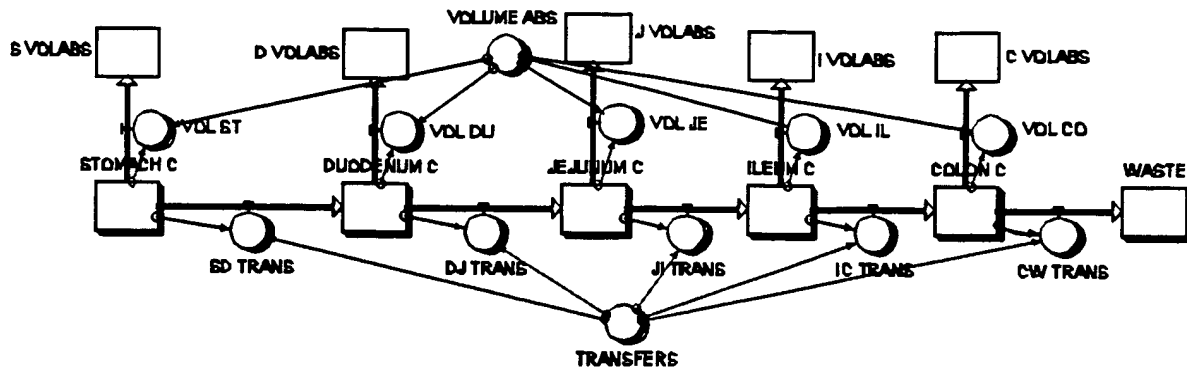 VOLUME ABS
S VOLABS
D VOLABS
J VOLABS
I VOLABS
C VOLABS
VOL ST
VOL DU
VOL JE
VOL IL
VOL CO
STOMACH C
DUODENUM C
JEJUNUM C
ILEUM C
COLON C
WASTE
SD TRANS
DJ TRANS
JI TRANS
IC TRANS
CW TRANS
TRANSFERS